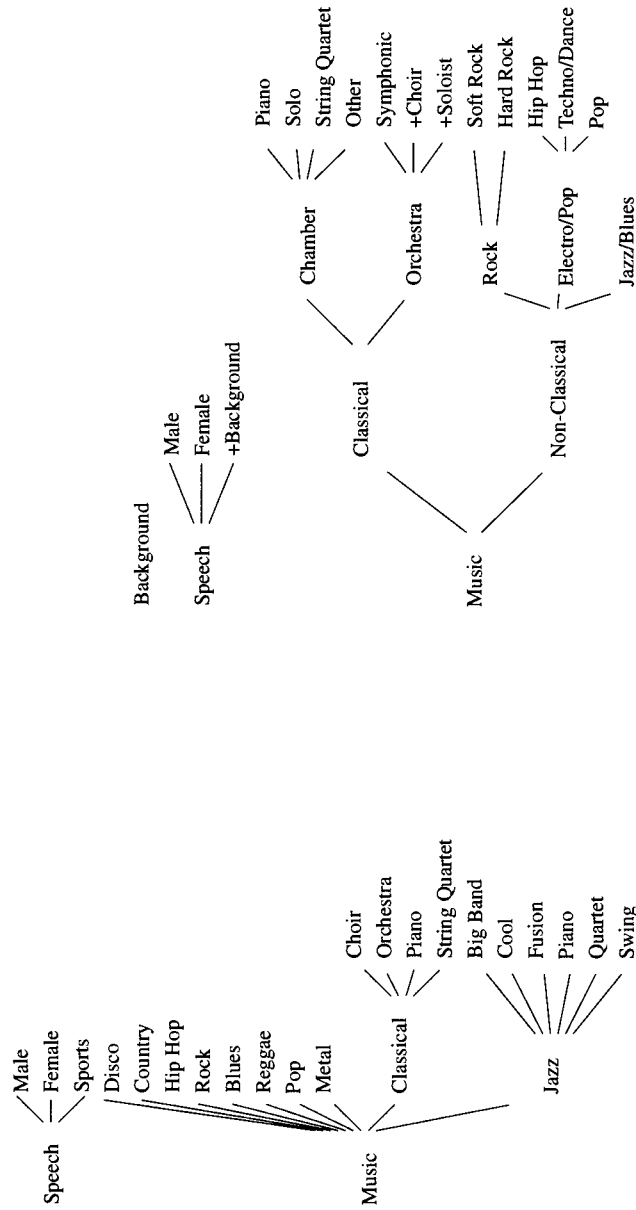 Male
Speech
Female
Sports
Disco
Country
Hip Hop
Rock
Blues
Reggae
Pop
Metal
Music
Choir
Orchestra
Classical
Piano
String Quartet
Big Band
Cool
Fusion
Jazz
Piano
Quartet
Swing
Background
Male
Speech
Female
+Background
Piano
Solo
Chamber
String Quartet
Other
Classical
Symphonic
Orchestra
+Choir
+Soloist
Music
Soft Rock
Rock
Hard Rock
Hip Hop
Non-Classical
Electro/Pop
Techno/Dance
Pop
Jazz/Blues